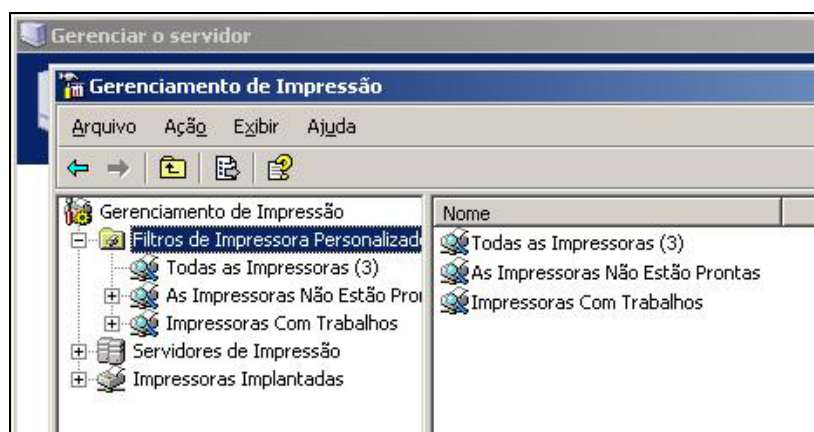 Gerenciar o servidor
Gerenciamento de Impressão
Arquivo Ação Exibir Ajuda
Gerenciamento de Impressão
Filtros de Impressora Personalizad
Todas as Impressoras (3)
As Impressoras Não Estão Pro
Impressoras Com Trabalhos
Servidores de Impressão
Impressoras Implantadas
Nome
Todas as Impressoras (3)
As Impressoras Não Estão Prontas
Impressoras Com Trabalhos